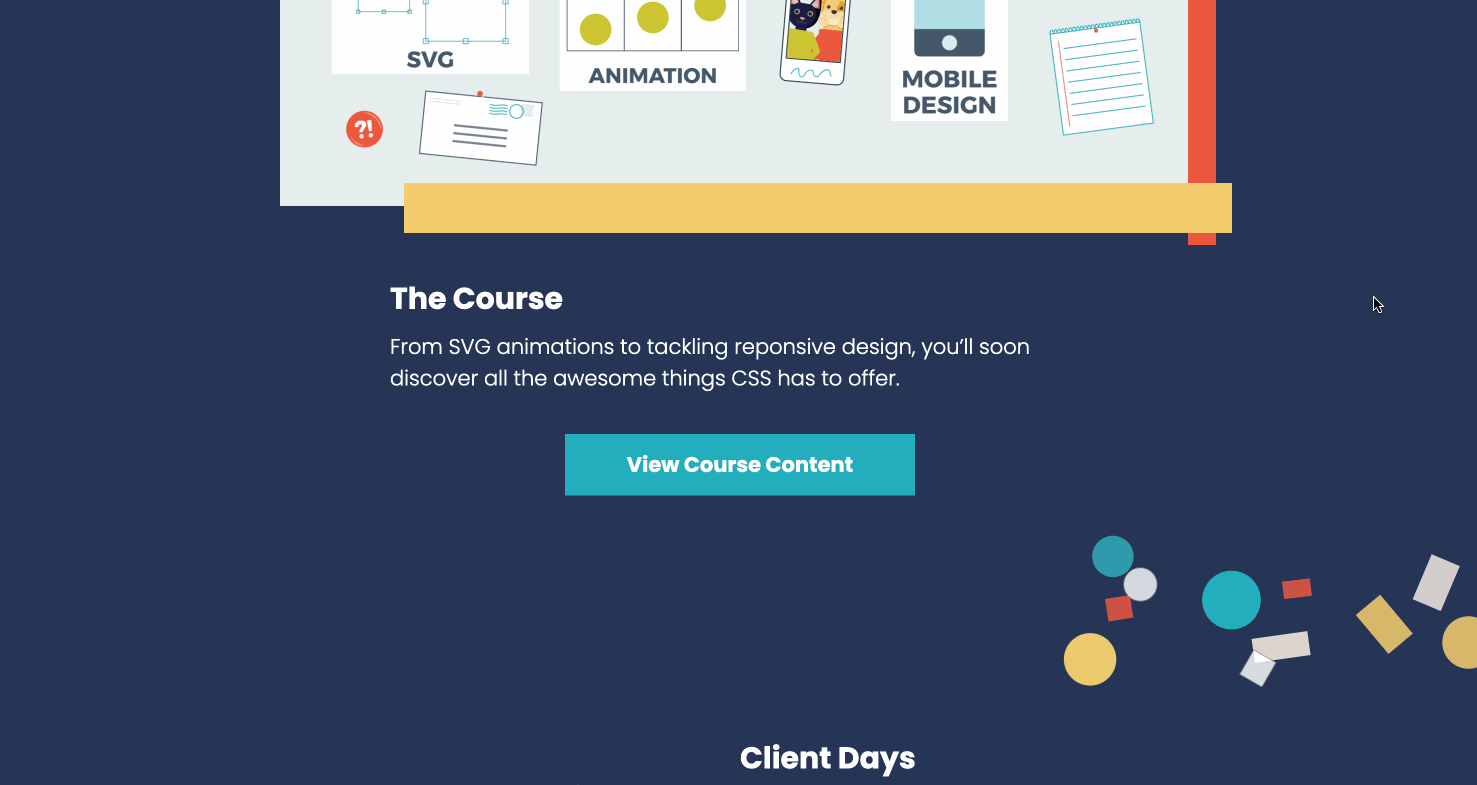 SVG
ANIMATION
MOBILE
DESIGN
?!
The Course
From SVG animations to tackling reponsive design, you'll soon
discover all the awesome things CSS has to offer.
View Course Content
Client Days